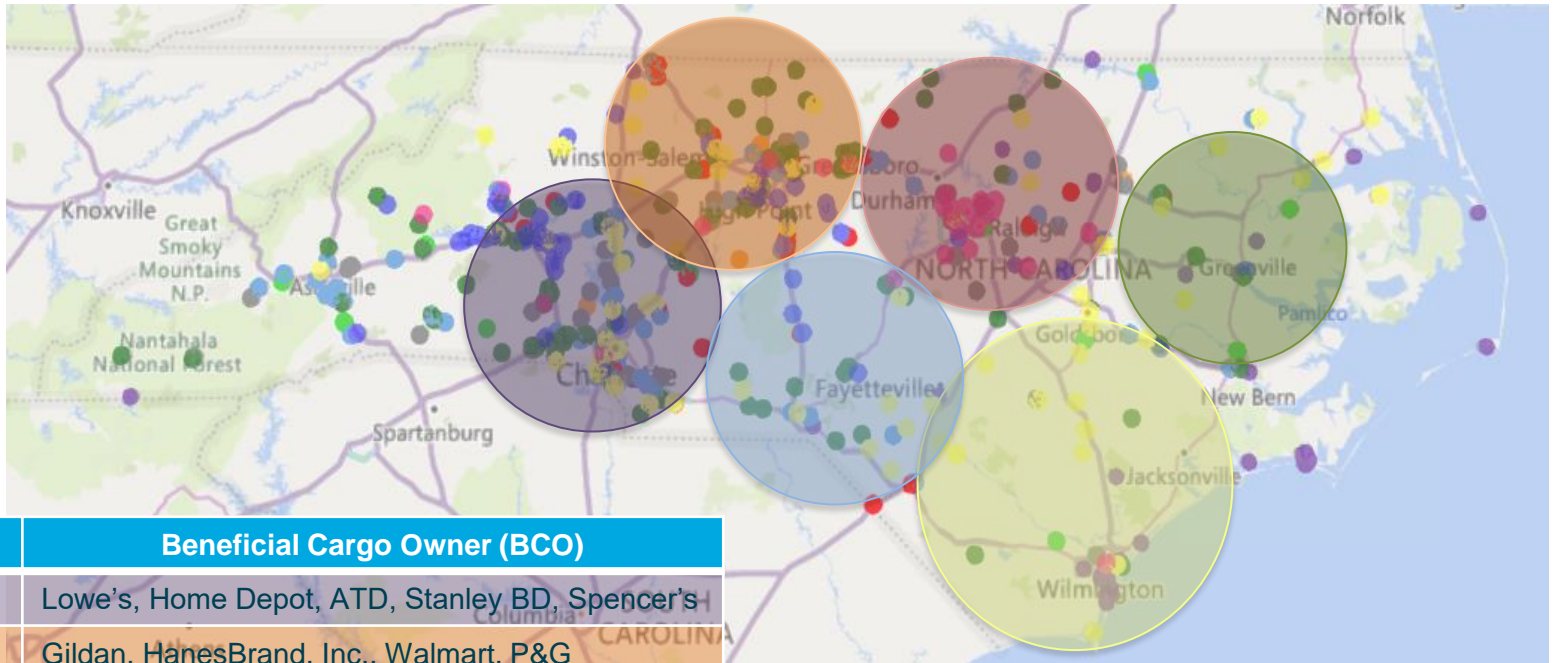 Norfolk
Winston-Salem
Greensboro
Knoxville
Durham
Great
Smoky
Mountains
N.P.
High Point
Raleigh
NORTH CAROLINA
Greenville
Asheville
Pamlico
Goldsboro
Nantahala
National Forest
Charlotte
Fayetteville
New Bern
Spartanburg
Jacksonville
Wilmington
Beneficial Cargo Owner (BCO)
Lowe's, Home Depot, ATD, Stanley BD, Spencer's
Columbia
SOUTH
CAROLINA
Athens
Gildan, HanesBrand, Inc., Walmart, P&G